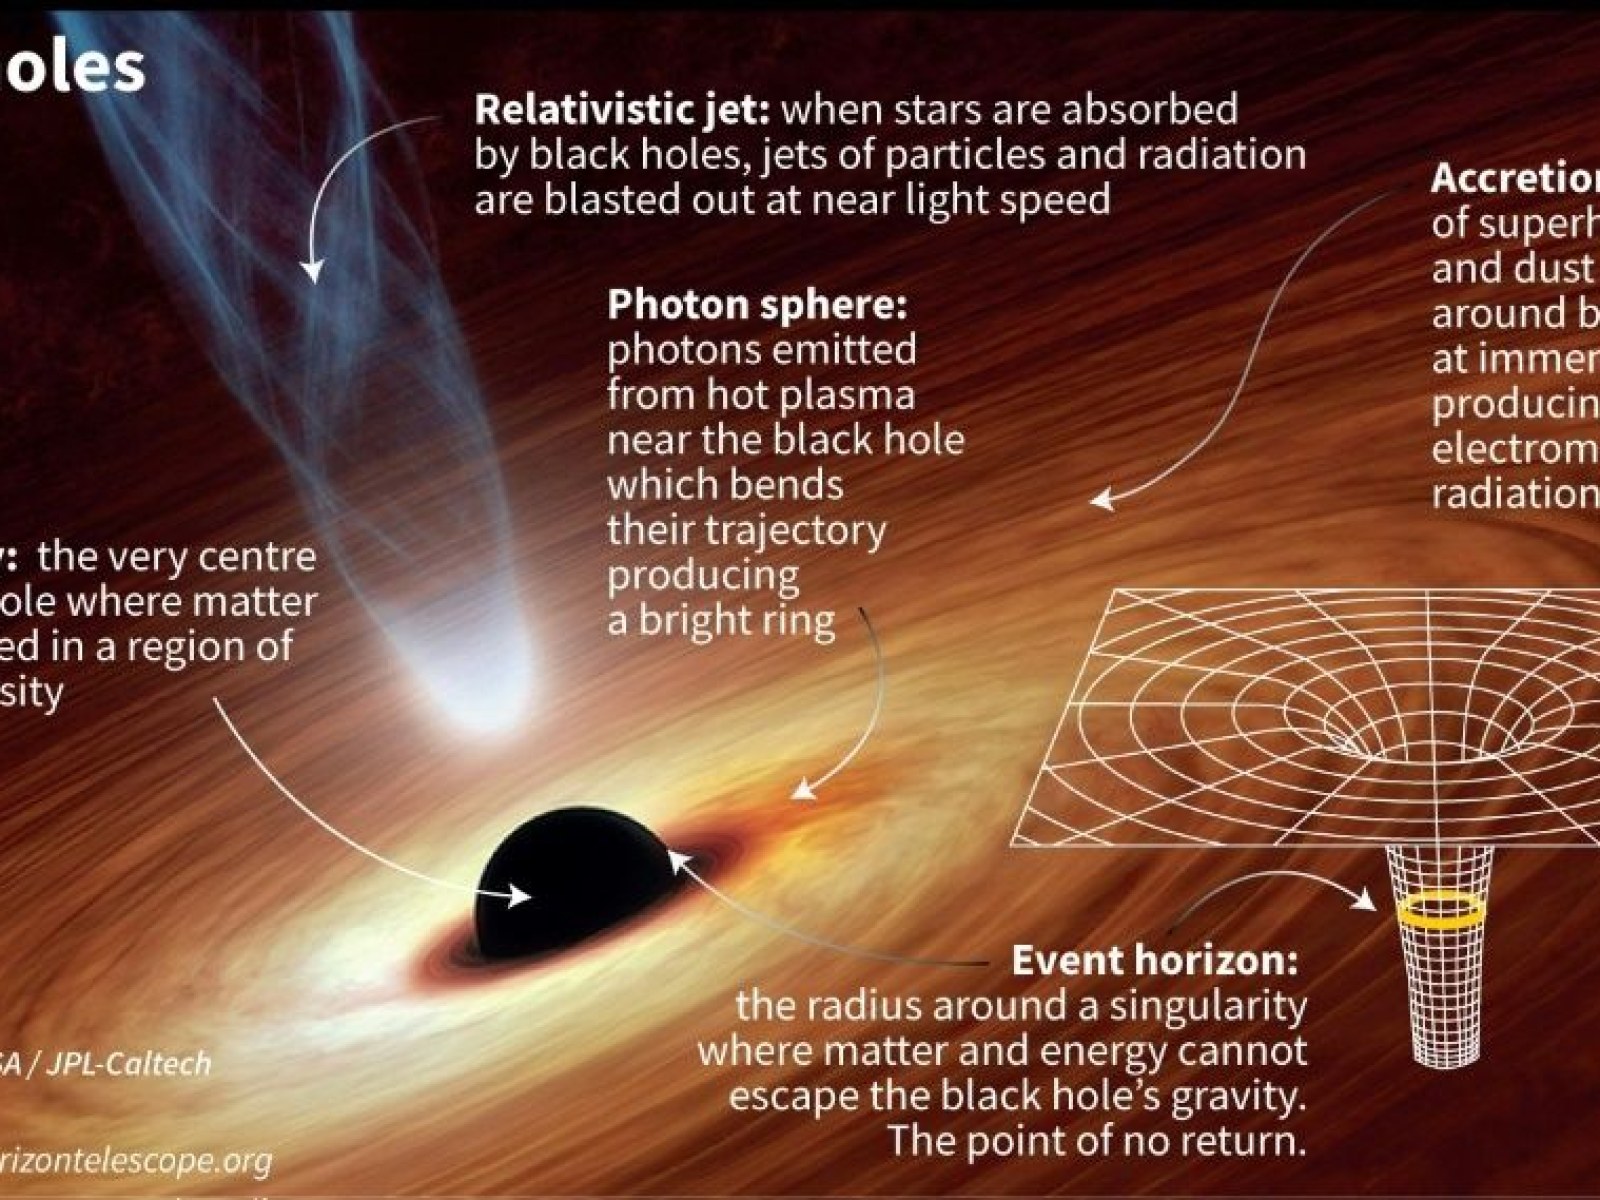 oles
Relativistic jet: when stars are absorbed
by black holes, jets of particles and radiation
are blasted out at near light speed
Photon sphere:
photons emitted
from hot plasma
near the black hole
which bends
their trajectory
producing
a bright ring
Accretion
of superh
and dust
around b
at immen
producin
electrom
radiation
y: the very centre
ole where matter
ed in a region of
sity
Event horizon:
the radius around a singularity
where matter and energy cannot
escape the black hole’s gravity.
The point of no return.
SA / JPL-Caltech
rizontelescope.org